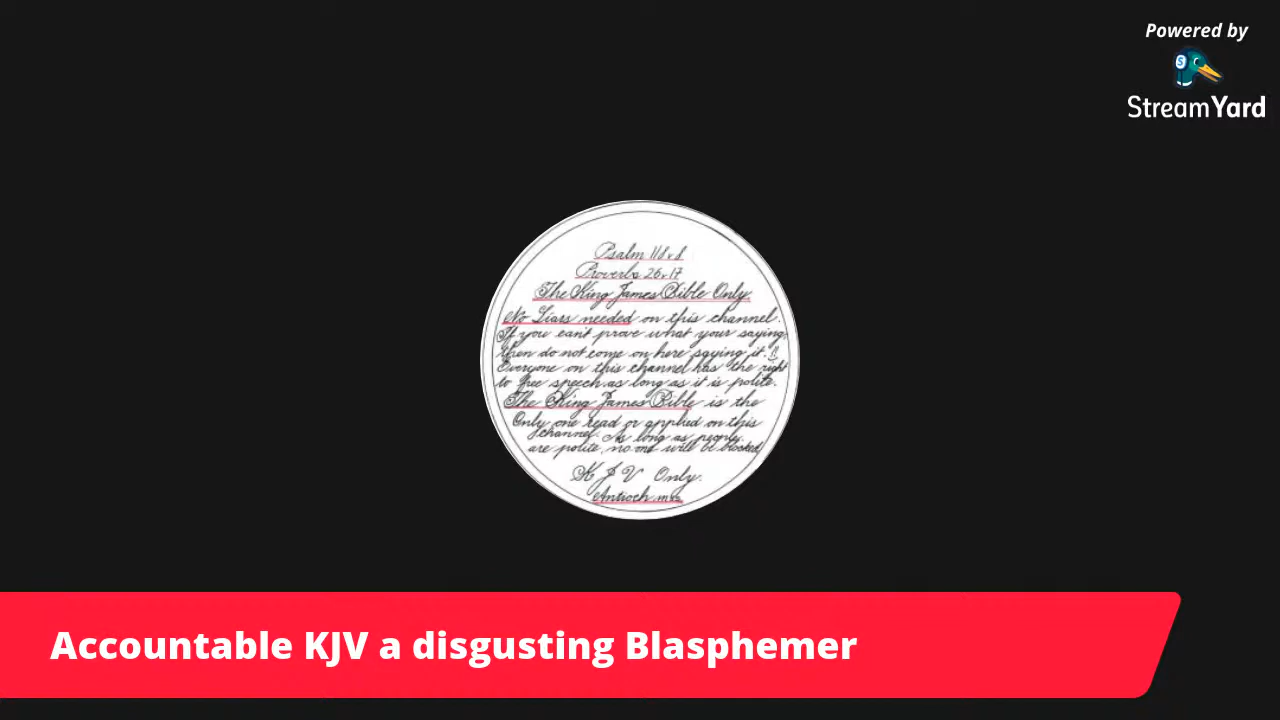 Powered by
StreamYard
Psalm 118 v 8
Proverbs 26 v 17
The King James Bible Only
No Liars needed on this channel.
If you can't prove what your saying,
then do not come on here saying it. !!
Everyone on this channel has the right
to free speech as long as it is polite.
The King James Bible is the
Only one read or applied on this
channel. As long as people
are polite, no one will be blocked
K J V Only.
Antioch
Accountable KJV a disgusting Blasphemer